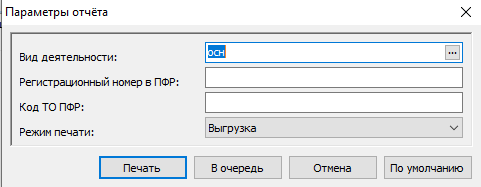 Параметры отчёта
Вид деятельности: осн ...
Регистрационный номер в ПФР:
Код ТО ПФР:
Режим печати: Выгрузка
Печать В очередь Отмена По умолчанию